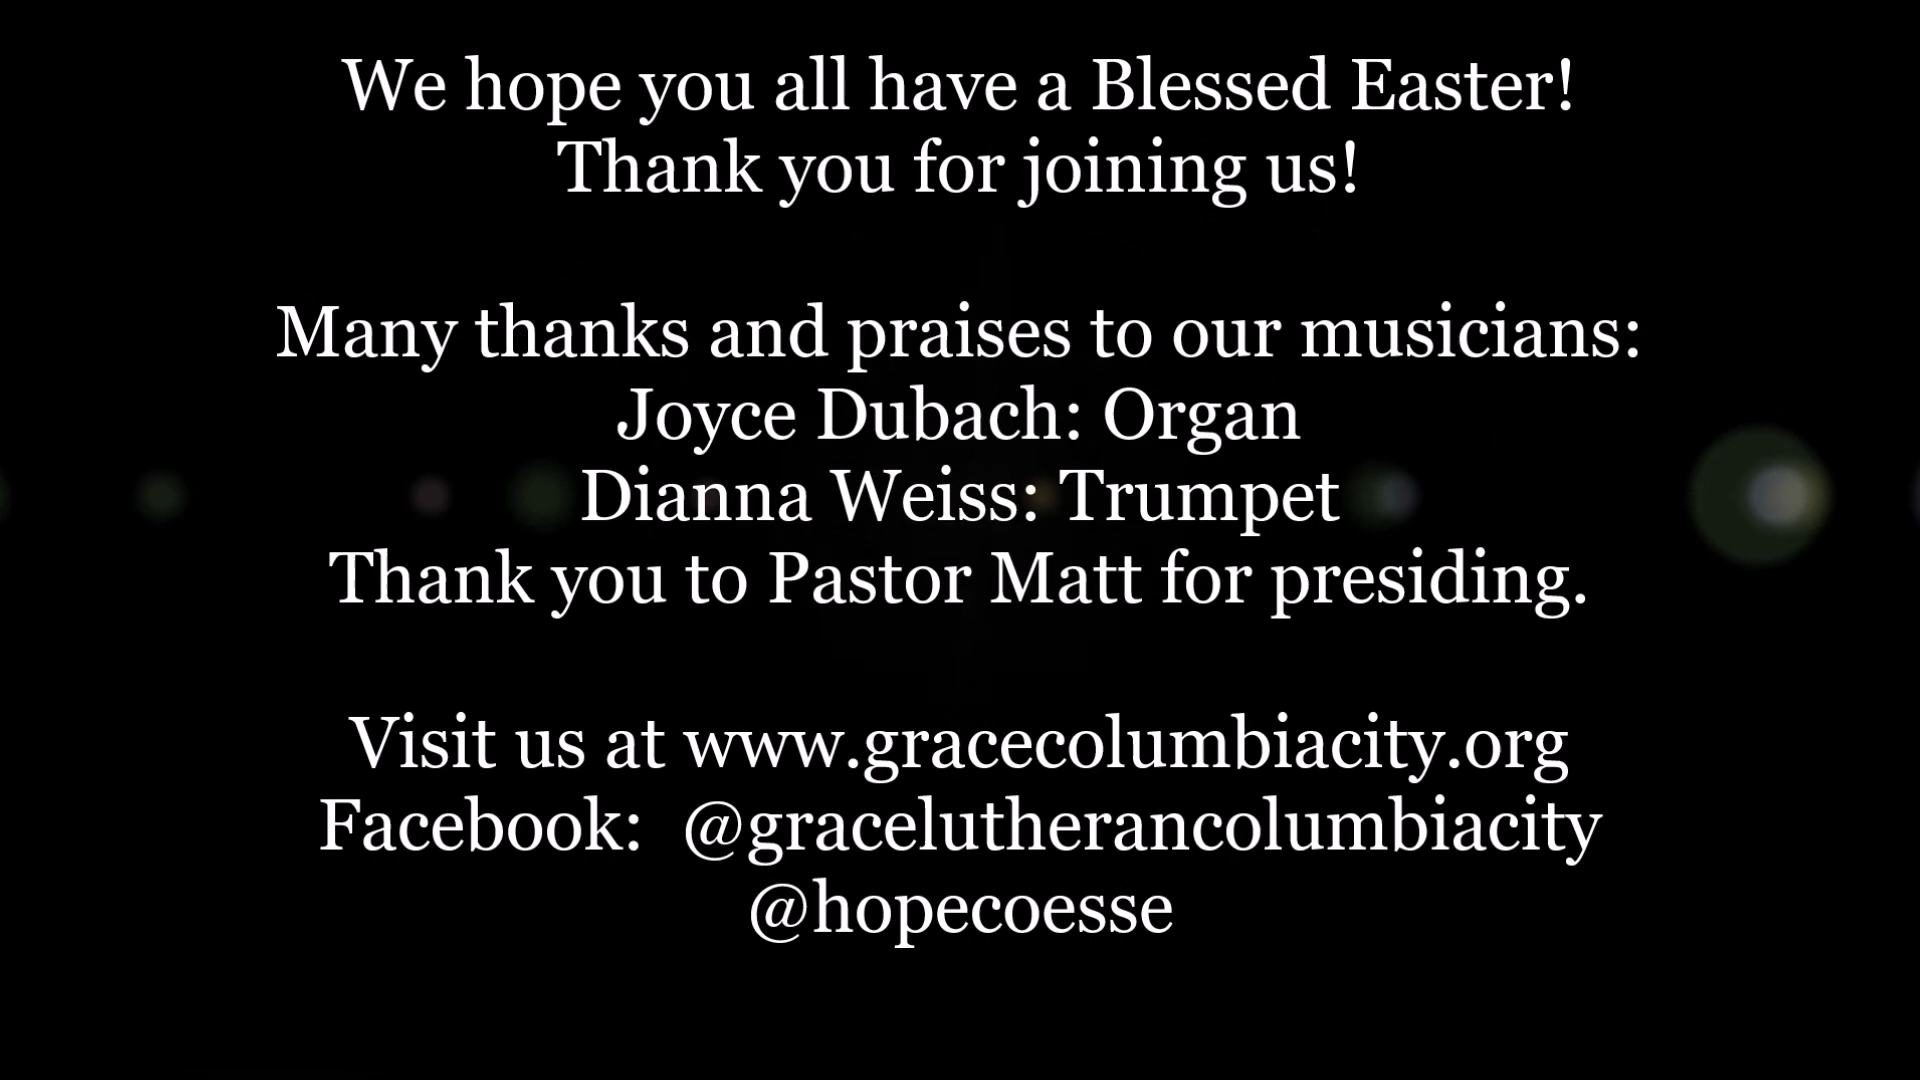 We hope you all have a Blessed Easter!
Thank you for joining us!
Many thanks and praises to our musicians:
Joyce Dubach: Organ
Dianna Weiss: Trumpet
Thank you to Pastor Matt for presiding.
Visit us at www.gracecolumbiacity.org
Facebook:  @gracelutherancolumbiacity
@hopecoesse